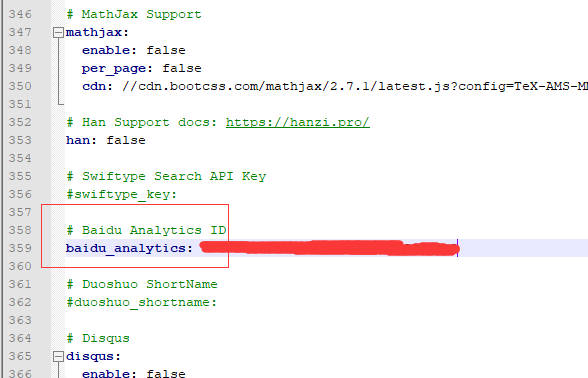 346 # MathJax Support
347 mathjax:
348 enable: false
349 per_page: false
350 cdn: //cdn.bootcss.com/mathjax/2.7.1/latest.js?config=TeX-AMS-
351
352 # Han Support docs: https://hanzi.pro/
353 han: false
354
355 # Swiftype Search API Key
356 #swiftype_key:
357
358 # Baidu Analytics ID
359 baidu_analytics:
360
361 # Duoshuo ShortName
362 #duoshuo_shortname:
363
364 # Disqus
365 disqus:
366 enable: false